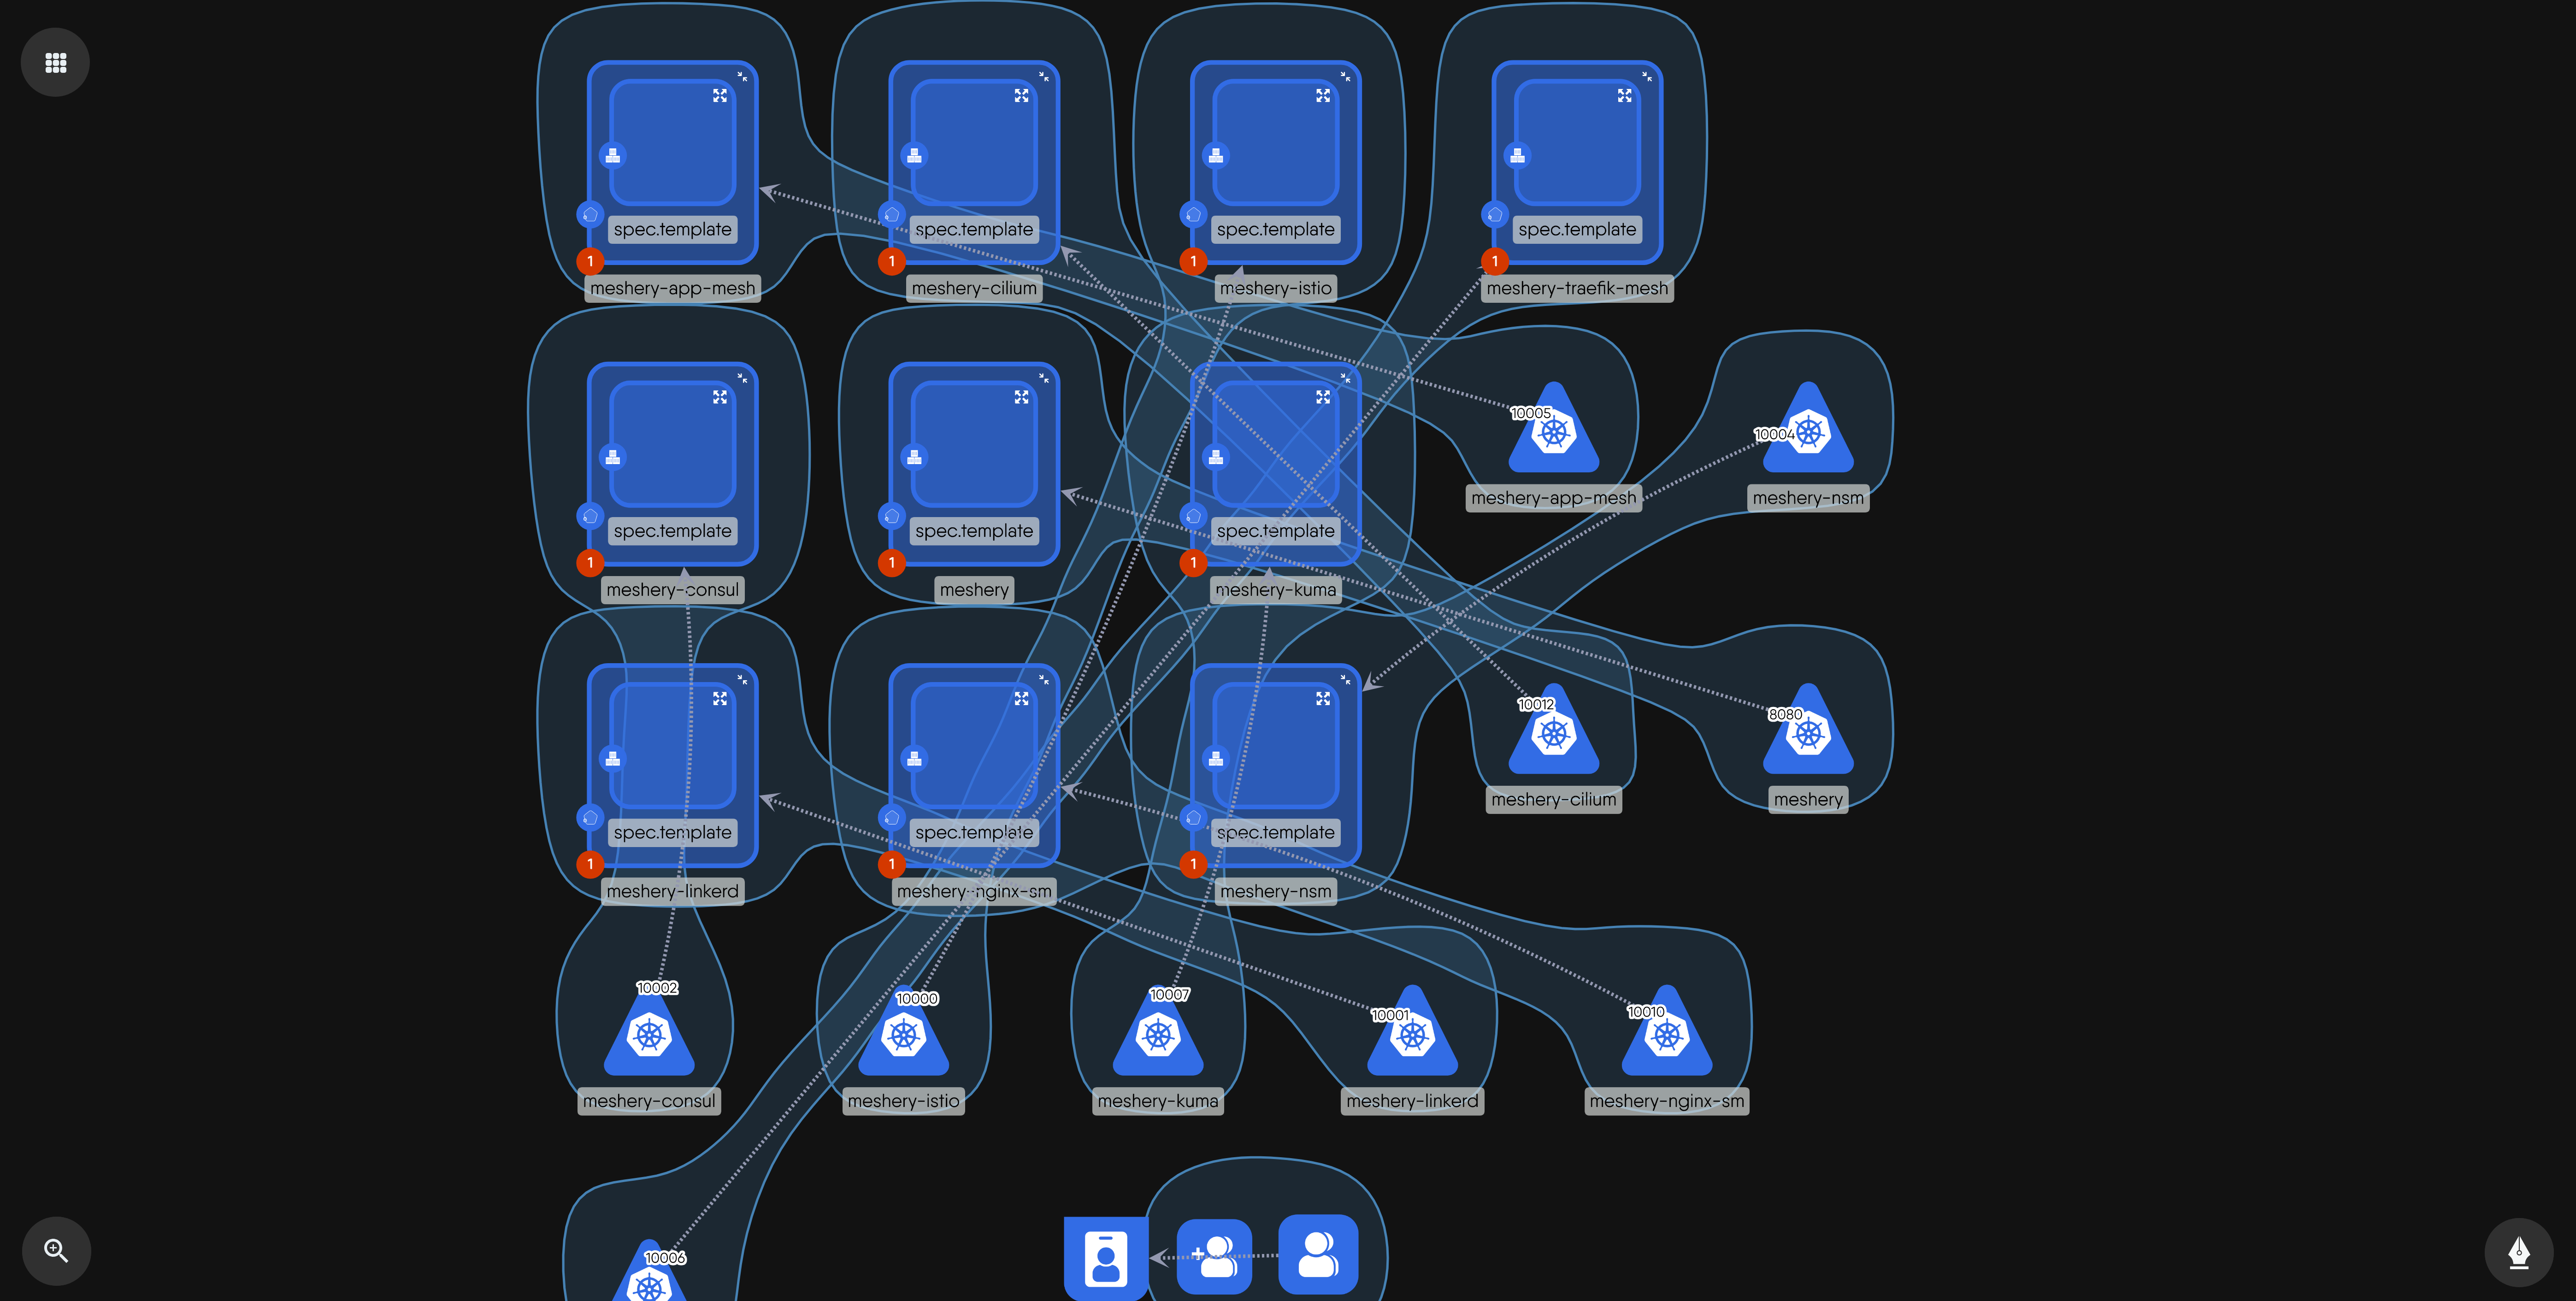 spec.template
spec.template
spec.template
spec.template
1
1
1
1
meshery-app-mesh
meshery-cilium
meshery-istio
meshery-traefik-mesh
10005
10004
meshery-app-mesh
meshery-nsm
spec.template
spec.template
spec.template
1
1
1
meshery-consul
meshery
meshery-kuma
10012
8080
meshery-cilium
meshery
spec.template
spec.template
spec.template
1
1
1
meshery-linkerd
meshery-nginx-sm
meshery-nsm
10002
10000
10007
10001
10010
meshery-consul
meshery-istio
meshery-kuma
meshery-linkerd
meshery-nginx-sm
10006